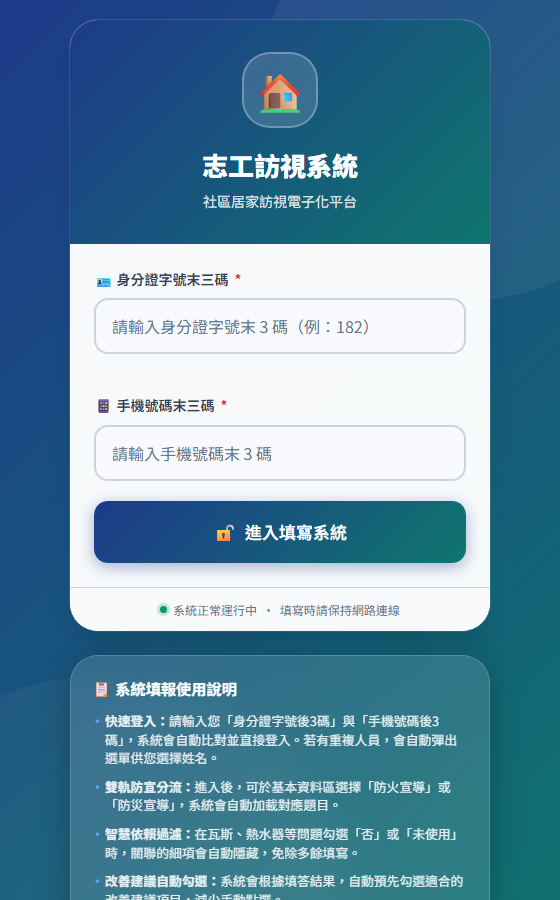 志工訪視系統
社區居家訪視電子化平台
身分證字號末三碼 *
請輸入身分證字號末 3 碼（例：182）
手機號碼末三碼 *
請輸入手機號碼末 3 碼
進入填寫系統
系統正常運行中 ・ 填寫時請保持網路連線
系統填報使用說明
• 快速登入：請輸入您「身分證字號後3碼」與「手機號碼後3
碼」，系統會自動比對並直接登入。若有重複人員，會自動彈出
選單供您選擇姓名。
• 雙軌防宣分流：進入後，可於基本資料區選擇「防火宣導」或
「防災宣導」，系統會自動加載對應題目。
• 智慧依賴過濾：在瓦斯、熱水器等問題勾選「否」或「未使用」
時，關聯的細項會自動隱藏，免除多餘填寫。
• 改善建議自動勾選：系統會根據填答結果，自動預先勾選適合的
改善建議項目，減少手動點選。